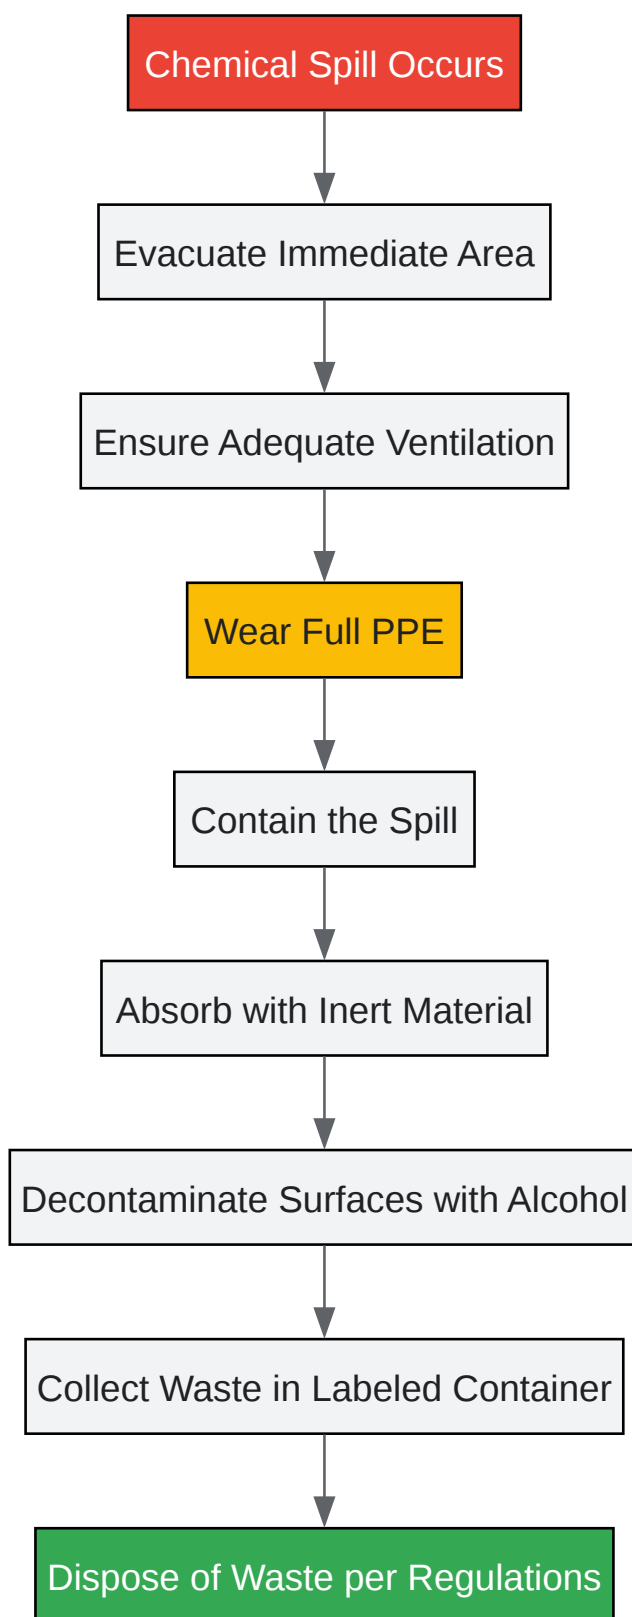 Chemical Spill Occurs
Evacuate Immediate Area
Ensure Adequate Ventilation
Wear Full PPE
Contain the Spill
Absorb with Inert Material
Decontaminate Surfaces with Alcohol
Collect Waste in Labeled Container
Dispose of Waste per Regulations